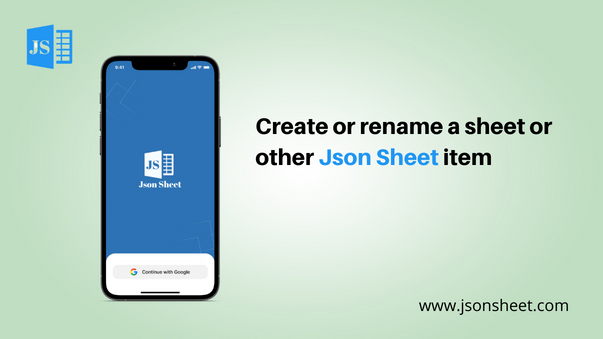 JS
9:41
JS
Json Sheet
Continue with Google
Create or rename a sheet or
other Json Sheet item
www.jsonsheet.com